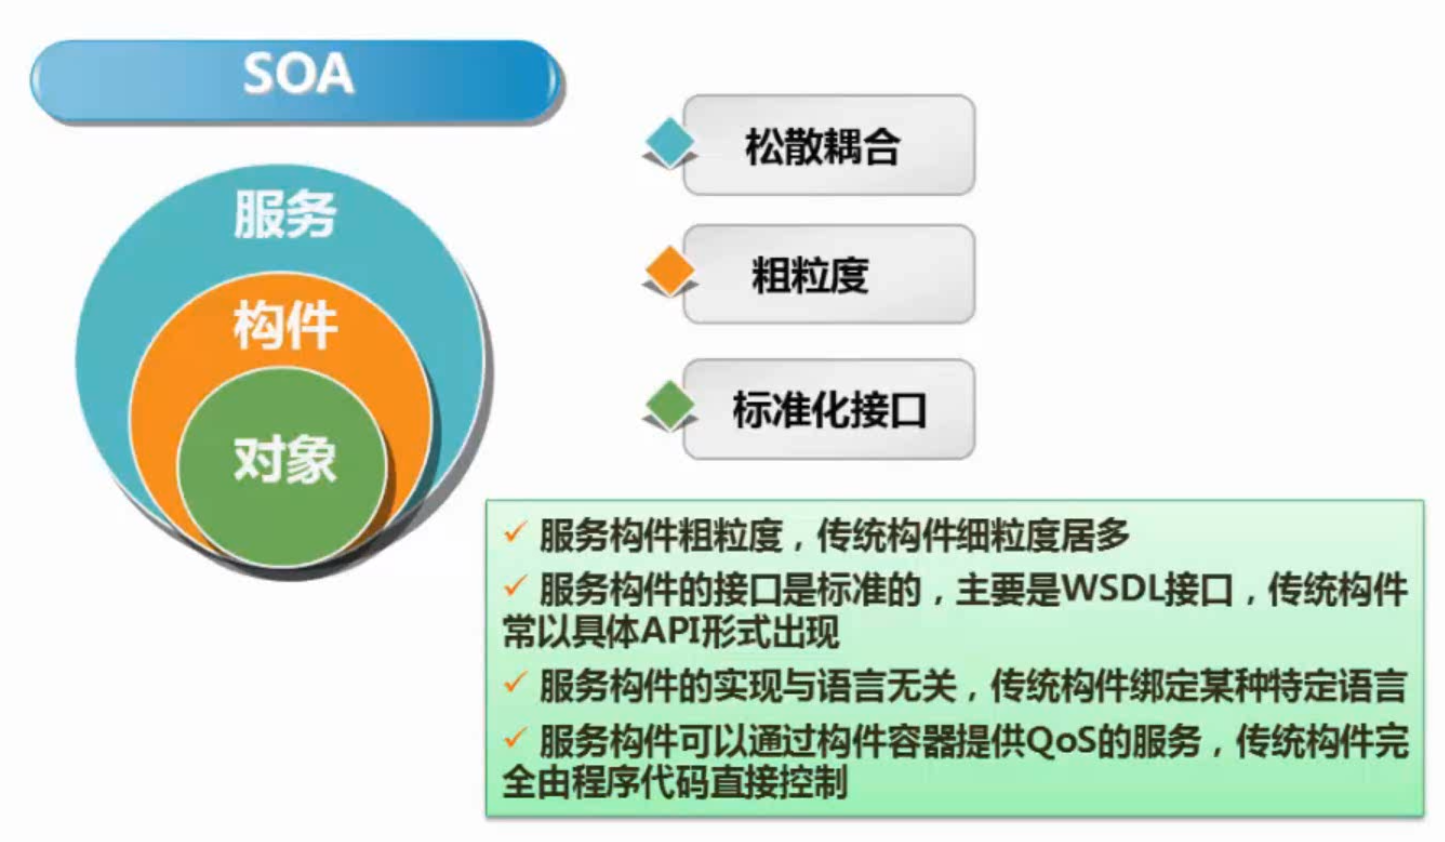 SOA
服务
构件
对象
松散耦合
粗粒度
标准化接口
✓ 服务构件粗粒度，传统构件细粒度居多
✓ 服务构件的接口是标准的，主要是WSDL接口，传统构件
常以具体API形式出现
✓ 服务构件的实现与语言无关，传统构件绑定某种特定语言
✓ 服务构件可以通过构件容器提供QoS的服务，传统构件完
全由程序代码直接控制